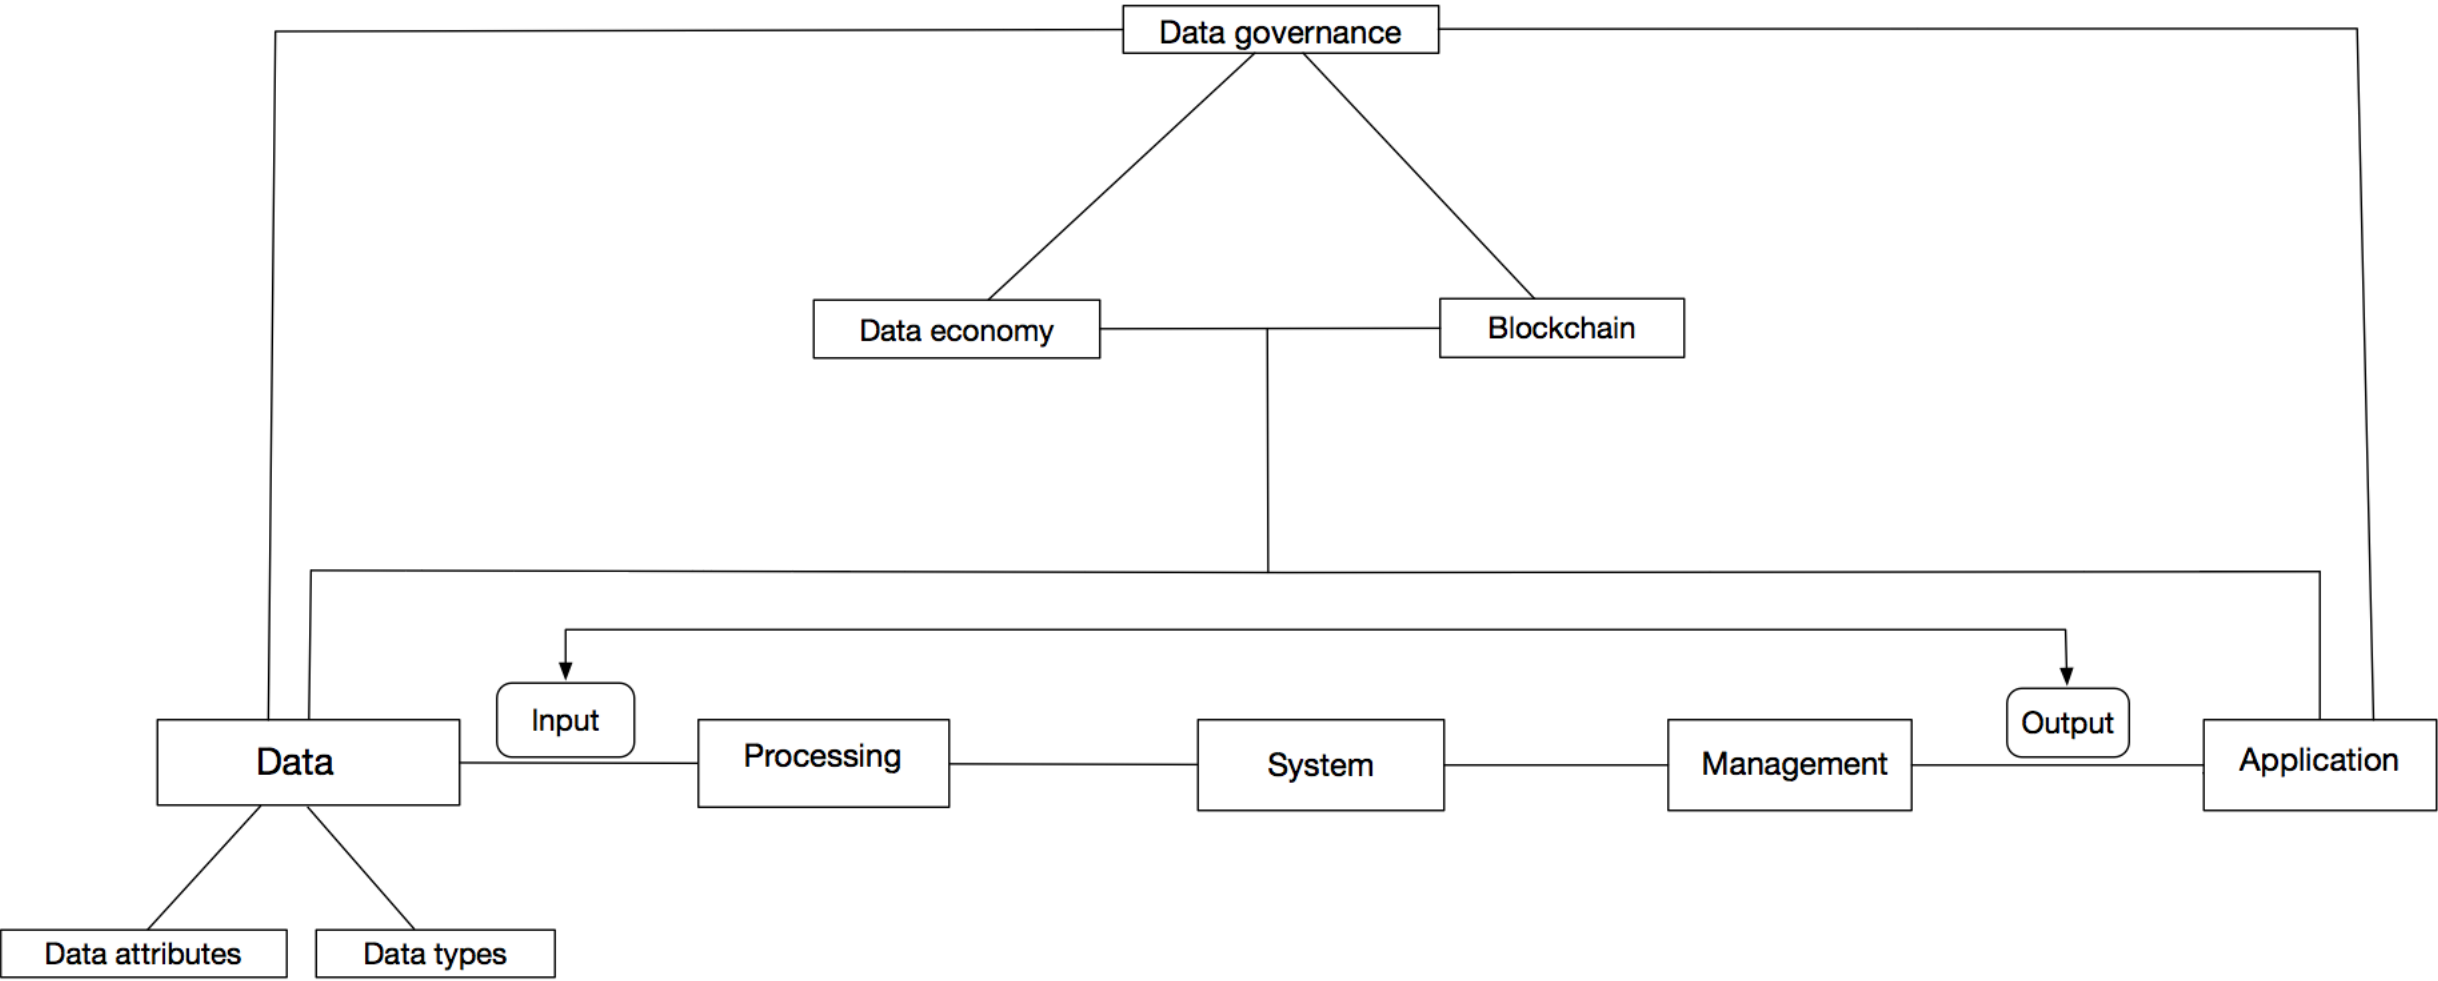 Data governance
Data economy
Blockchain
Input
Output
Data
Processing
System
Management
Application
Data attributes
Data types